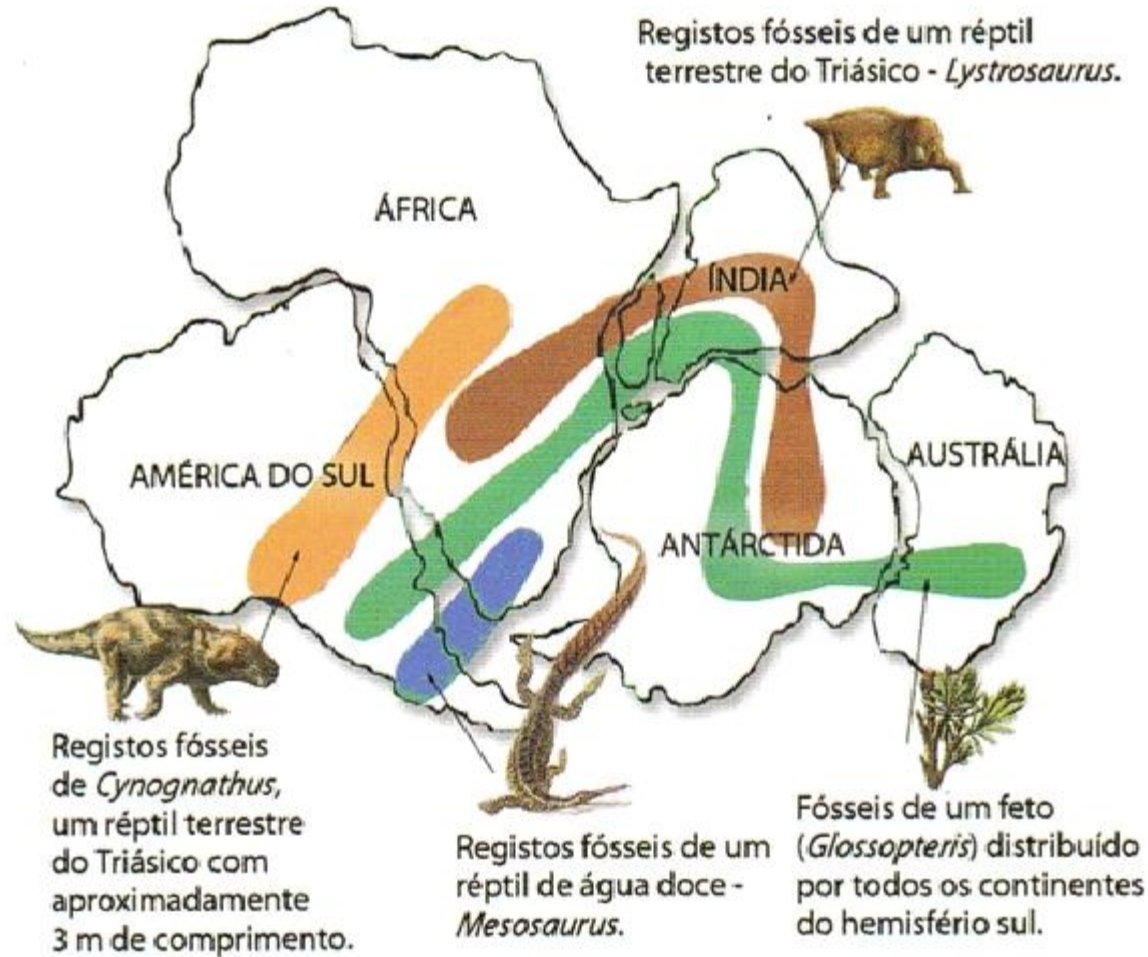 Registos fósseis de um réptil
terrestre do Triásico - Lystrosaurus.
ÁFRICA
ÍNDIA
AMÉRICA DO SUL
AUSTRÁLIA
ANTÁRCTIDA
Registos fósseis
de Cynognathus,
um réptil terrestre
do Triásico com
aproximadamente
3 m de comprimento.
Registos fósseis de um
réptil de água doce -
Mesosaurus.
Fósseis de um feto
(Glossopteris) distribuído
por todos os continentes
do hemisfério sul.